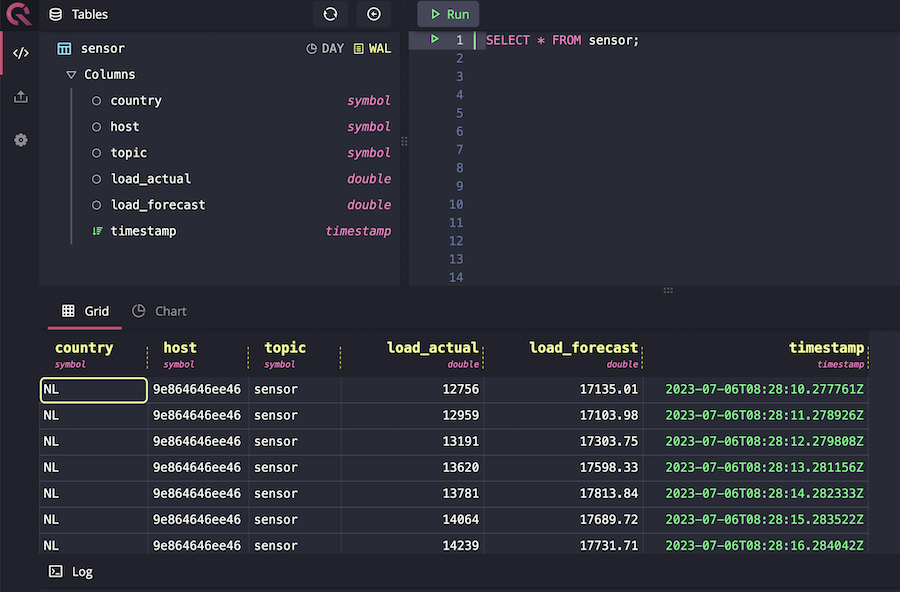 Tables
Run
sensor DAY WAL
Columns
country symbol
host symbol
topic symbol
load_actual double
load_forecast double
timestamp timestamp
1 SELECT * FROM sensor;
2
3
4
5
6
7
8
9
10
11
12
13
14
Grid Chart
country host topic load_actual load_forecast timestamp
symbol symbol symbol double double timestamp
NL 9e864646ee46 sensor 12756 17135.01 2023-07-06T08:28:10.277761Z
NL 9e864646ee46 sensor 12959 17103.98 2023-07-06T08:28:11.278926Z
NL 9e864646ee46 sensor 13191 17303.75 2023-07-06T08:28:12.279808Z
NL 9e864646ee46 sensor 13620 17598.33 2023-07-06T08:28:13.281156Z
NL 9e864646ee46 sensor 13781 17813.84 2023-07-06T08:28:14.282333Z
NL 9e864646ee46 sensor 14064 17689.72 2023-07-06T08:28:15.283522Z
NL 9e864646ee46 sensor 14239 17731.71 2023-07-06T08:28:16.284042Z
Log